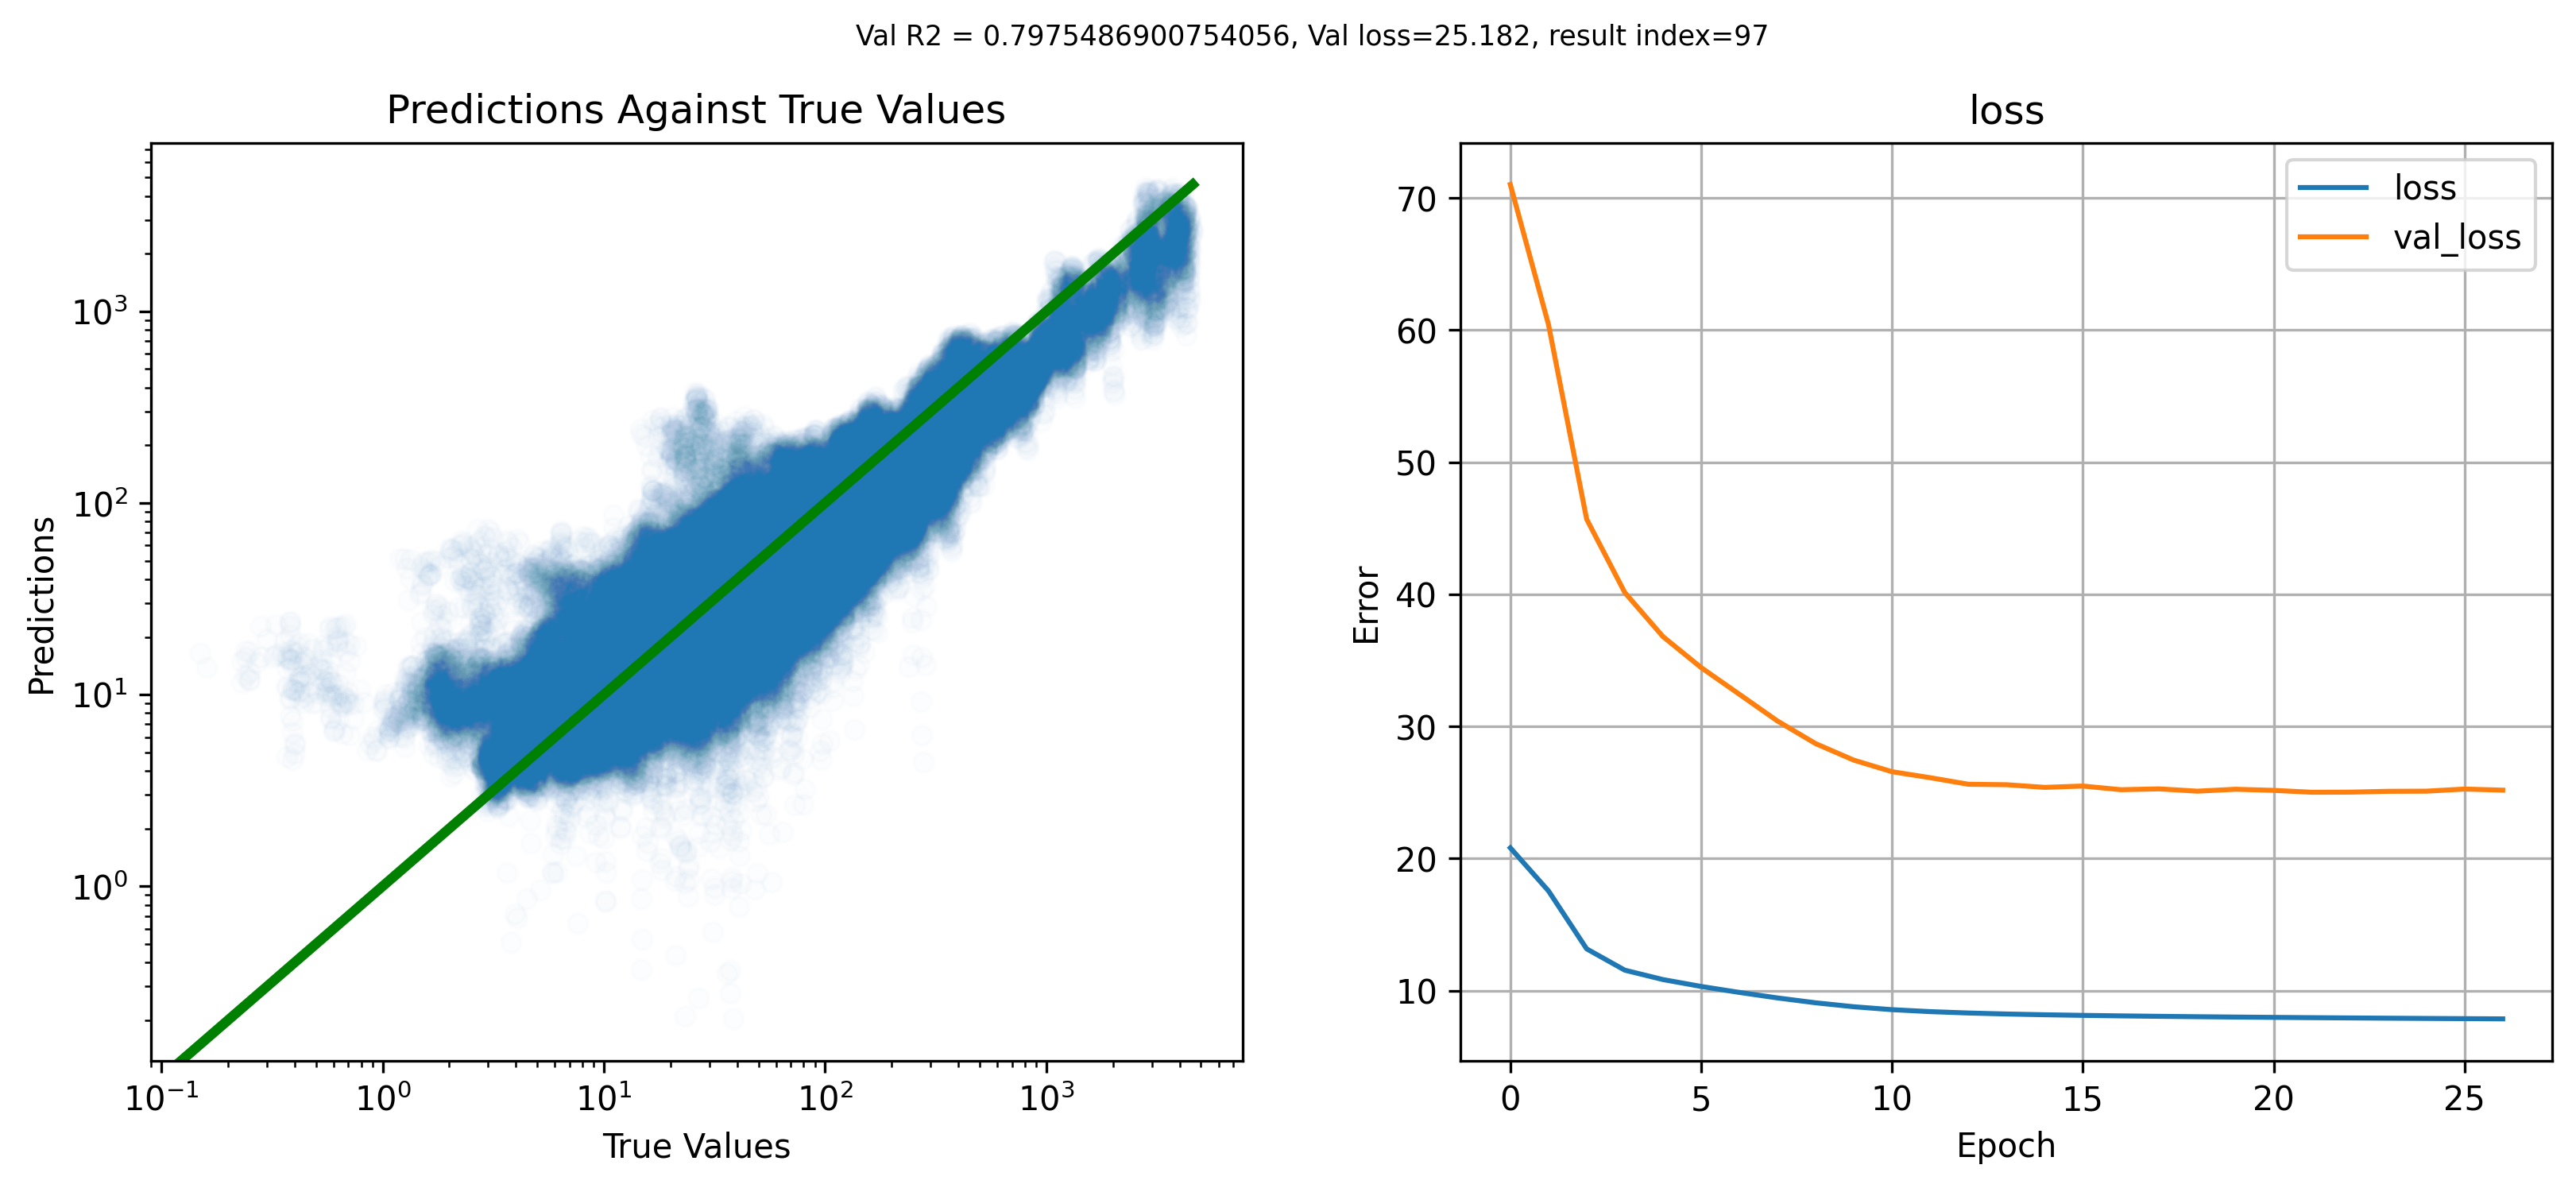 Val R2 = 0.7975486900754056, Val loss=25.182, result index=97
Predictions Against True Values
Predictions
10³
10²
10¹
10⁰
10⁻¹ 10⁰ 10¹ 10² 10³
True Values
loss
Error
70
60
50
40
30
20
10
0 5 10 15 20 25
Epoch
loss
val_loss